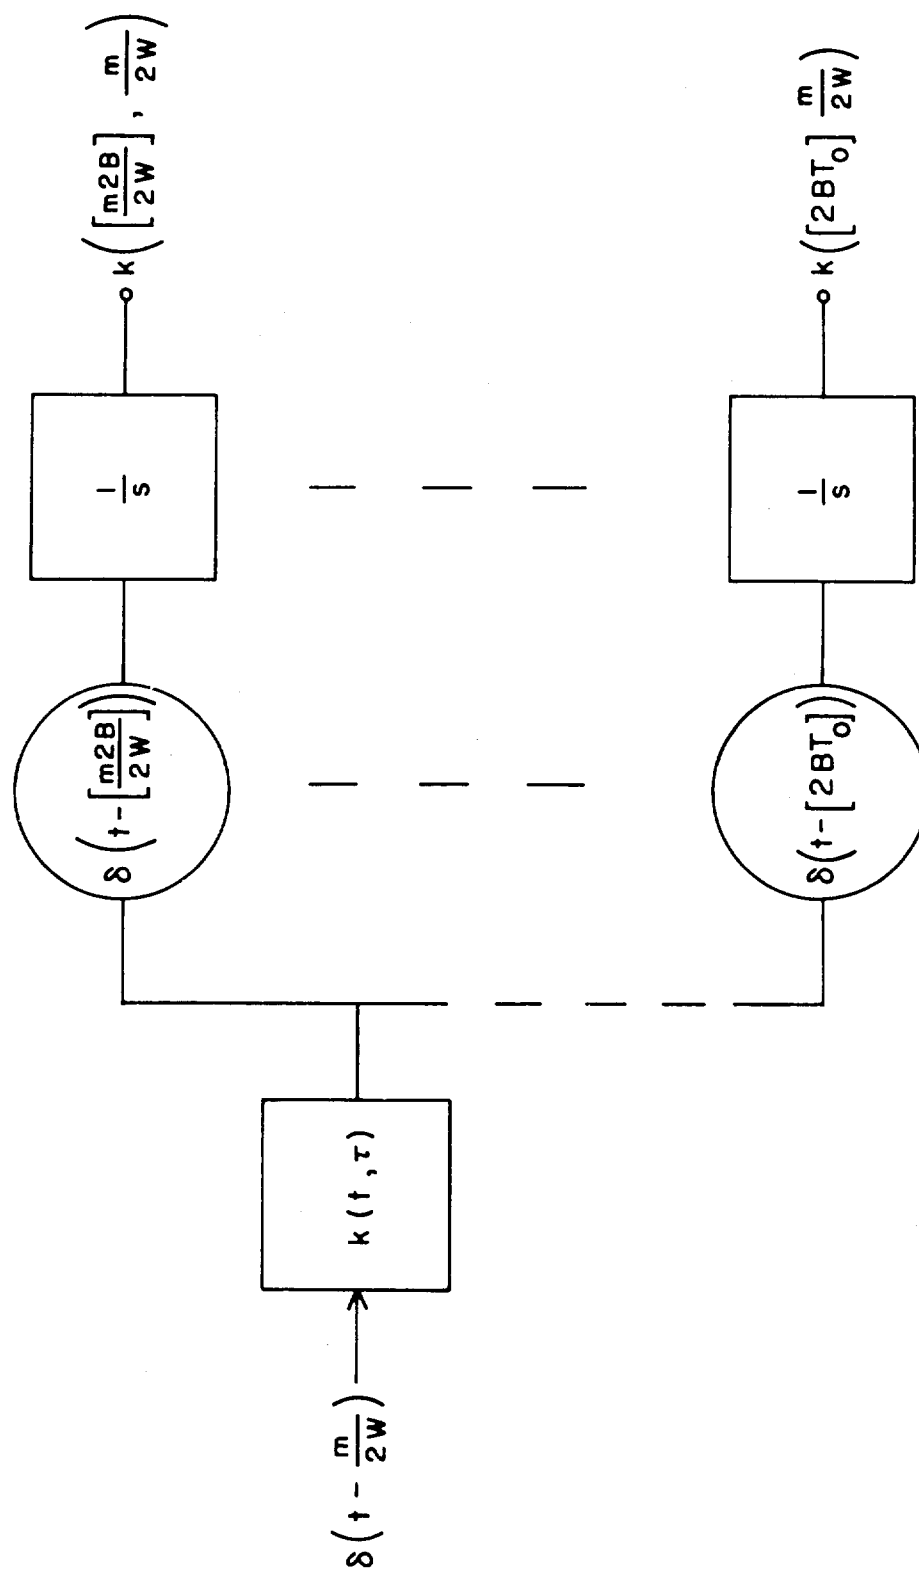 δ(t - m/2W)
k(t,τ)
δ(t-[m2B/2W])
1/s
k([m2B/2W], m/2W)
δ(t-[2BT₀])
1/s
k([2BT₀] m/2W)